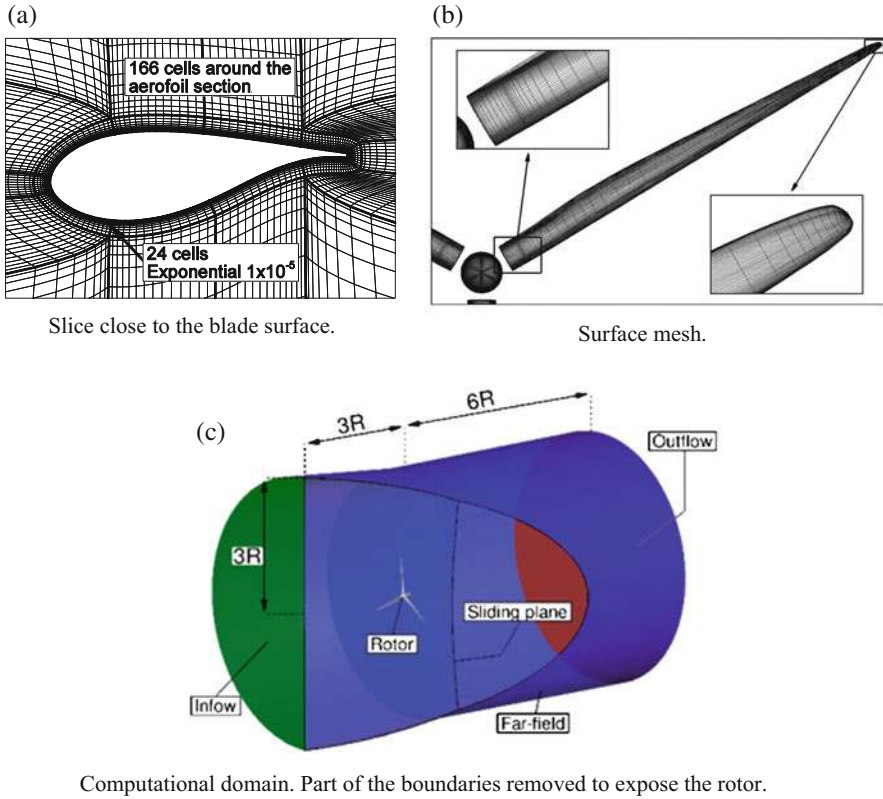 (a)
166 cells around the
aerofoil section
24 cells
Exponential 1x10⁻⁵
Slice close to the blade surface.
(b)
Surface mesh.
(c)
3R
6R
Outflow
3R
Sliding plane
Rotor
Infow
Far-field
Computational domain. Part of the boundaries removed to expose the rotor.